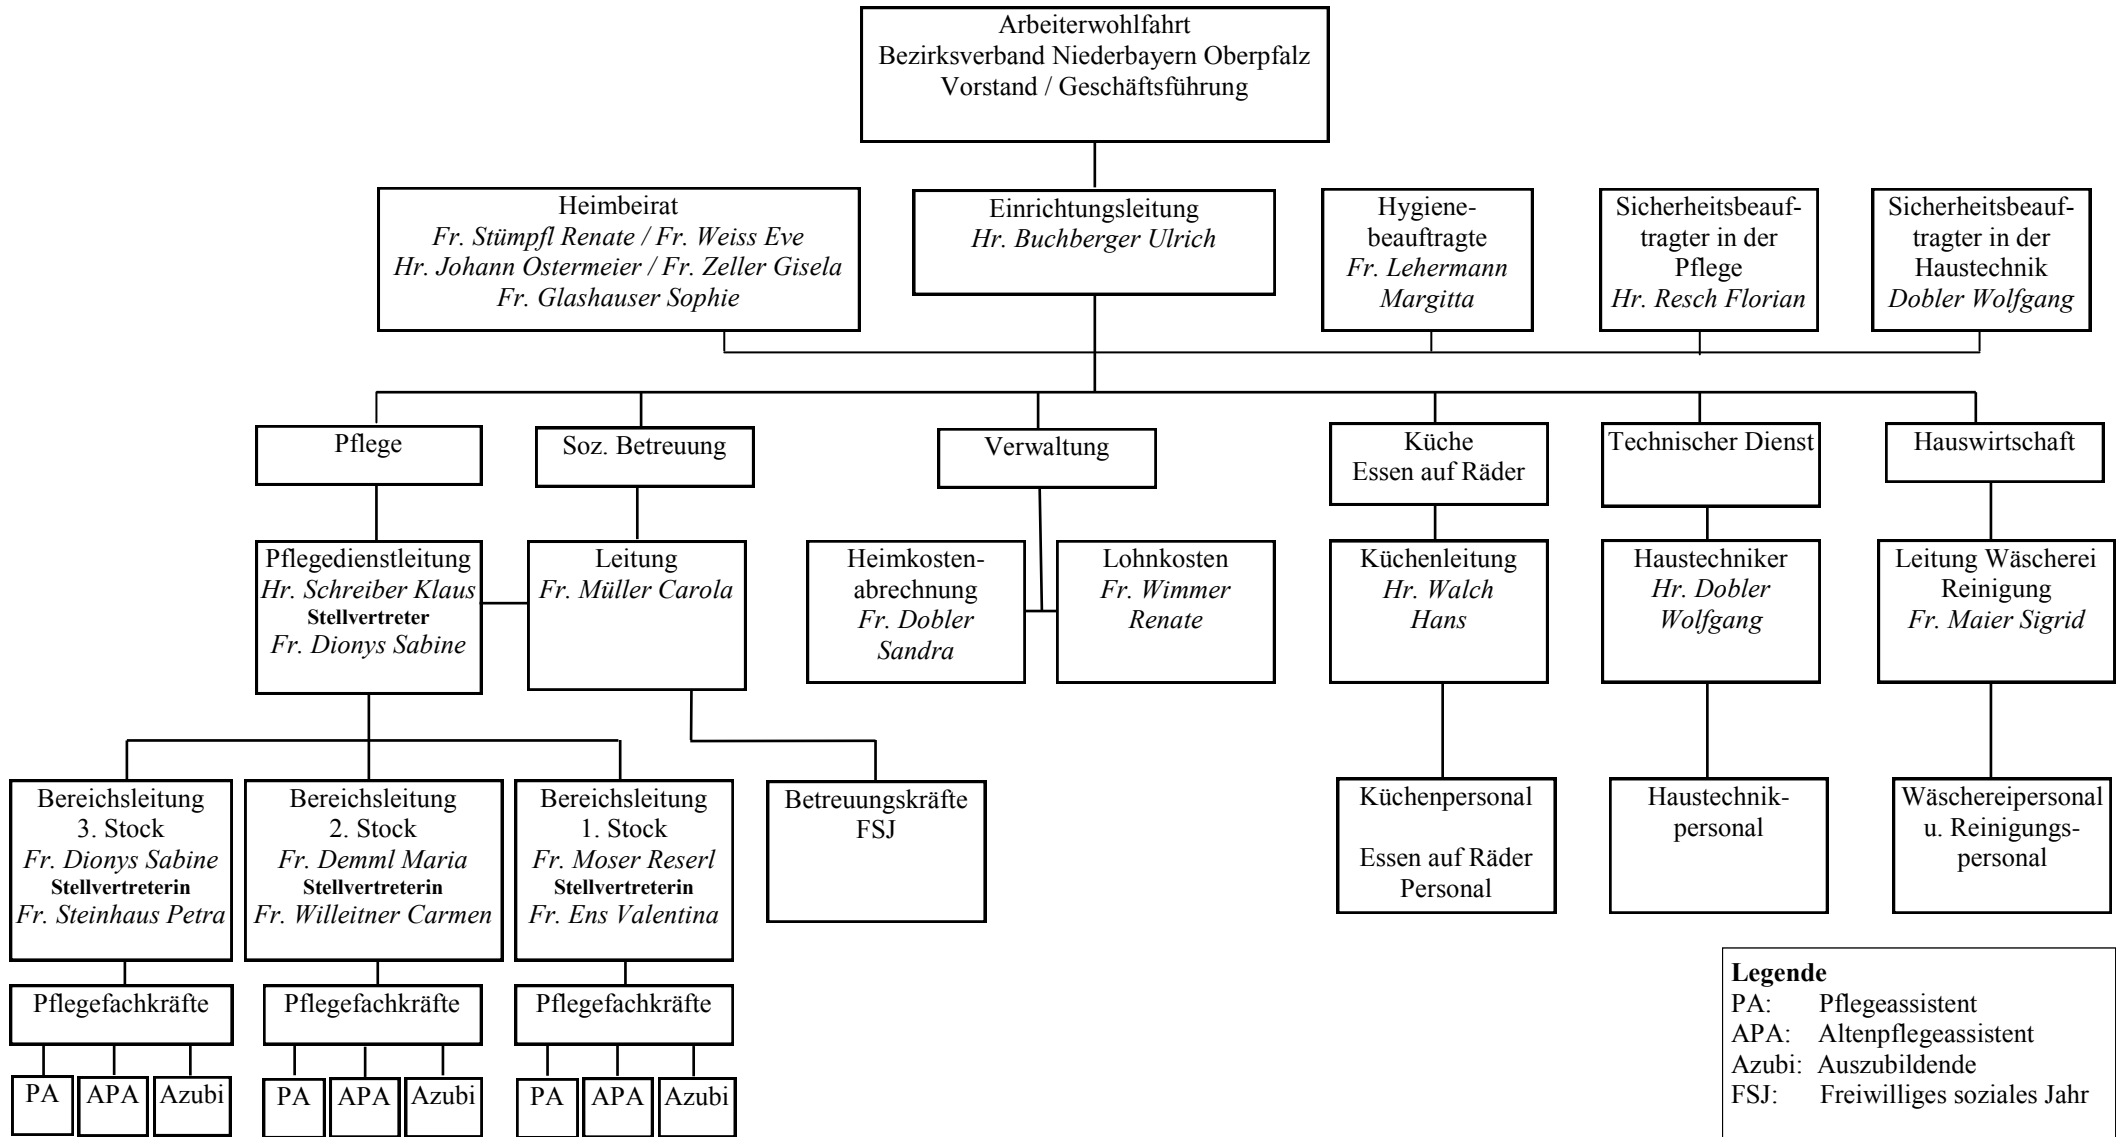 Arbeiterwohlfahrt
Bezirksverband Niederbayern Oberpfalz
Vorstand / Geschäftsführung
Heimbeirat
Fr. Stümpfl Renate / Fr. Weiss Eve
Hr. Johann Ostermeier / Fr. Zeller Gisela
Fr. Glashauser Sophie
Einrichtungsleitung
Hr. Buchberger Ulrich
Hygiene-
beauftragte
Fr. Lehermann
Margitta
Sicherheitsbeauf-
tragter in der
Pflege
Hr. Resch Florian
Sicherheitsbeauf-
tragter in der
Haustechnik
Dobler Wolfgang
Pflege
Soz. Betreuung
Verwaltung
Küche
Essen auf Räder
Technischer Dienst
Hauswirtschaft
Pflegedienstleitung
Hr. Schreiber Klaus
Stellvertreter
Fr. Dionys Sabine
Leitung
Fr. Müller Carola
Heimkosten-
abrechnung
Fr. Dobler
Sandra
Lohnkosten
Fr. Wimmer
Renate
Küchenleitung
Hr. Walch
Hans
Haustechniker
Hr. Dobler
Wolfgang
Leitung Wäscherei
Reinigung
Fr. Maier Sigrid
Bereichsleitung
3. Stock
Fr. Dionys Sabine
Stellvertreterin
Fr. Steinhaus Petra
Bereichsleitung
2. Stock
Fr. Demml Maria
Stellvertreterin
Fr. Willeitner Carmen
Bereichsleitung
1. Stock
Fr. Moser Reserl
Stellvertreterin
Fr. Ens Valentina
Betreuungskräfte
FSJ
Küchenpersonal
Essen auf Räder
Personal
Haustechnik-
personal
Wäschereipersonal
u. Reinigungs-
personal
Pflegefachkräfte
Pflegefachkräfte
Pflegefachkräfte
PA
APA
Azubi
PA
APA
Azubi
PA
APA
Azubi
Legende
PA: Pflegeassistent
APA: Altenpflegeassistent
Azubi: Auszubildende
FSJ: Freiwilliges soziales Jahr